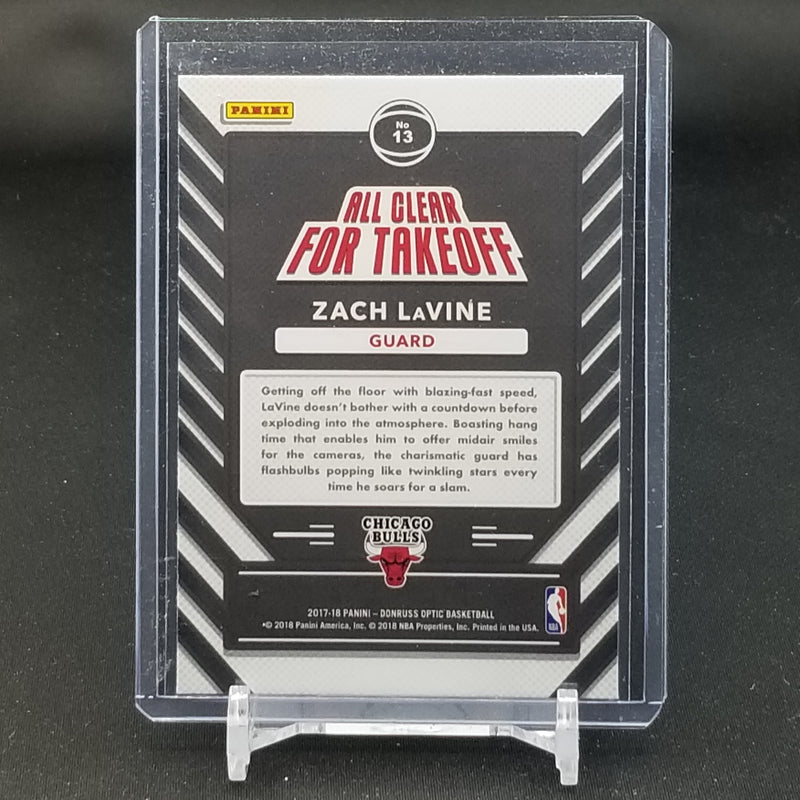 PANINI
No
13
ALL CLEAR
FOR TAKEOFF
ZACH LaVINE
GUARD
Getting off the floor with blazing-fast speed,
LaVine doesn't bother with a countdown before
exploding into the atmosphere. Boasting hang
time that enables him to offer midair smiles
for the cameras, the charismatic guard has
flashbulbs popping like twinkling stars every
time he soars for a slam.
CHICAGO
BULLS
2017-18 PANINI – DONRUSS OPTIC BASKETBALL
•© 2018 Panini America, Inc. © 2018 NBA Properties, Inc. Printed in the USA.
NBA